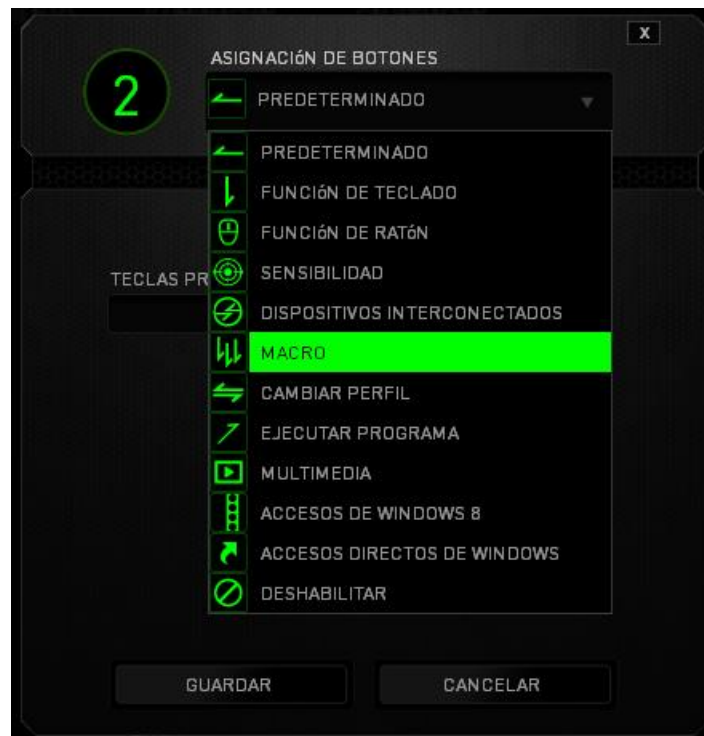 X
ASIGNACIóN DE BOTONES
2
PREDETERMINADO
PREDETERMINADO
FUNCIóN DE TECLADO
FUNCIóN DE RATóN
SENSIBILIDAD
TECLAS PR
DISPOSITIVOS INTERCONECTADOS
MACRO
CAMBIAR PERFIL
EJECUTAR PROGRAMA
MULTIMEDIA
ACCESOS DE WINDOWS 8
ACCESOS DIRECTOS DE WINDOWS
DESHABILITAR
GUARDAR
CANCELAR